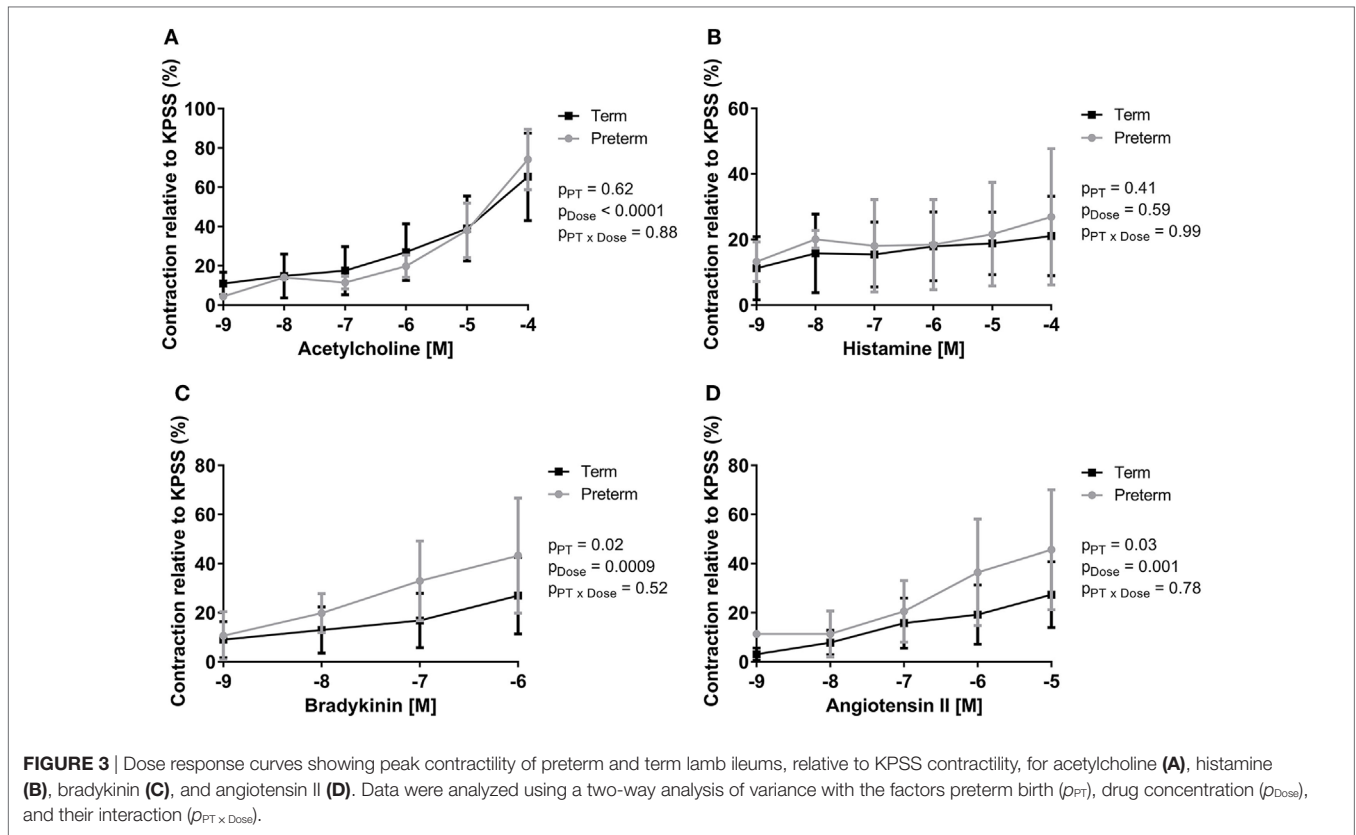 A
Contraction relative to KPSS (%)
100
80
60
40
20
0
-9 -8 -7 -6 -5 -4
Acetylcholine [M]
Term
Preterm
pPT = 0.62
pDose < 0.0001
pPT x Dose = 0.88
B
Contraction relative to KPSS (%)
60
40
20
0
-9 -8 -7 -6 -5 -4
Histamine [M]
Term
Preterm
pPT = 0.41
pDose = 0.59
pPT x Dose = 0.99
C
Contraction relative to KPSS (%)
80
60
40
20
0
-9 -8 -7 -6
Bradykinin [M]
Term
Preterm
pPT = 0.02
pDose = 0.0009
pPT x Dose = 0.52
D
Contraction relative to KPSS (%)
80
60
40
20
0
-9 -8 -7 -6 -5
Angiotensin II [M]
Term
Preterm
pPT = 0.03
pDose = 0.001
pPT x Dose = 0.78
FIGURE 3 | Dose response curves showing peak contractility of preterm and term lamb ileums, relative to KPSS contractility, for acetylcholine (A), histamine
(B), bradykinin (C), and angiotensin II (D). Data were analyzed using a two-way analysis of variance with the factors preterm birth (pPT), drug concentration (pDose),
and their interaction (pPT x Dose).